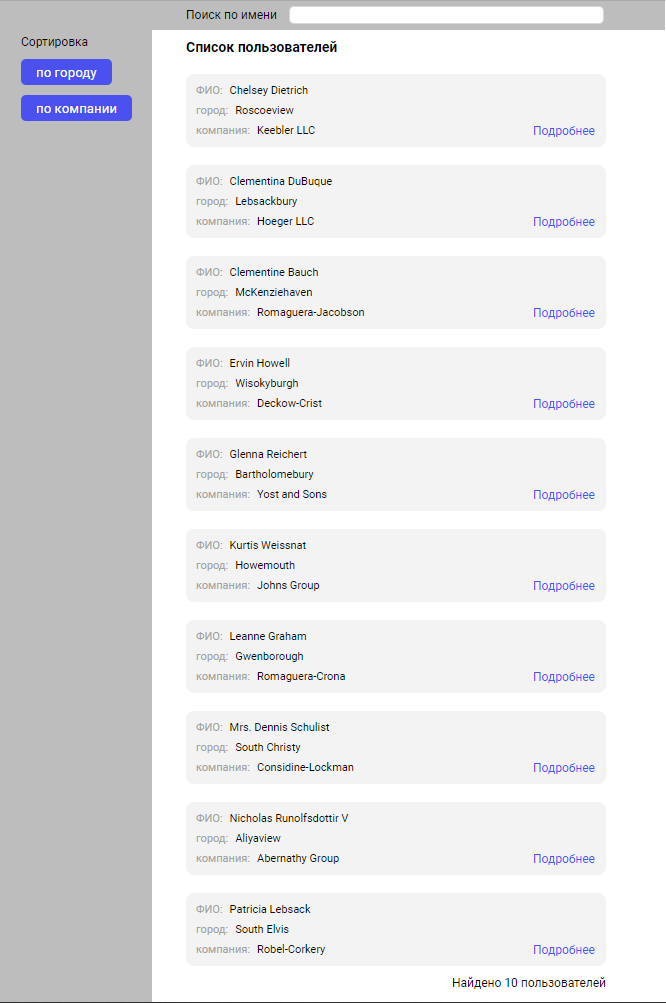 Поиск по имени
Сортировка
по городу
по компании
Список пользователей
ФИО: Chelsey Dietrich
город: Roscoeview
компания: Keebler LLC
Подробнее
ФИО: Clementina DuBuque
город: Lebsackbury
компания: Hoeger LLC
Подробнее
ФИО: Clementine Bauch
город: McKenziehaven
компания: Romaguera-Jacobson
Подробнее
ФИО: Ervin Howell
город: Wisokyburgh
компания: Deckow-Crist
Подробнее
ФИО: Glenna Reichert
город: Bartholomebury
компания: Yost and Sons
Подробнее
ФИО: Kurtis Weissnat
город: Howemouth
компания: Johns Group
Подробнее
ФИО: Leanne Graham
город: Gwenborough
компания: Romaguera-Crona
Подробнее
ФИО: Mrs. Dennis Schulist
город: South Christy
компания: Considine-Lockman
Подробнее
ФИО: Nicholas Runolfsdottir V
город: Aliyaview
компания: Abernathy Group
Подробнее
ФИО: Patricia Lebsack
город: South Elvis
компания: Robel-Corkery
Подробнее
Найдено 10 пользователей